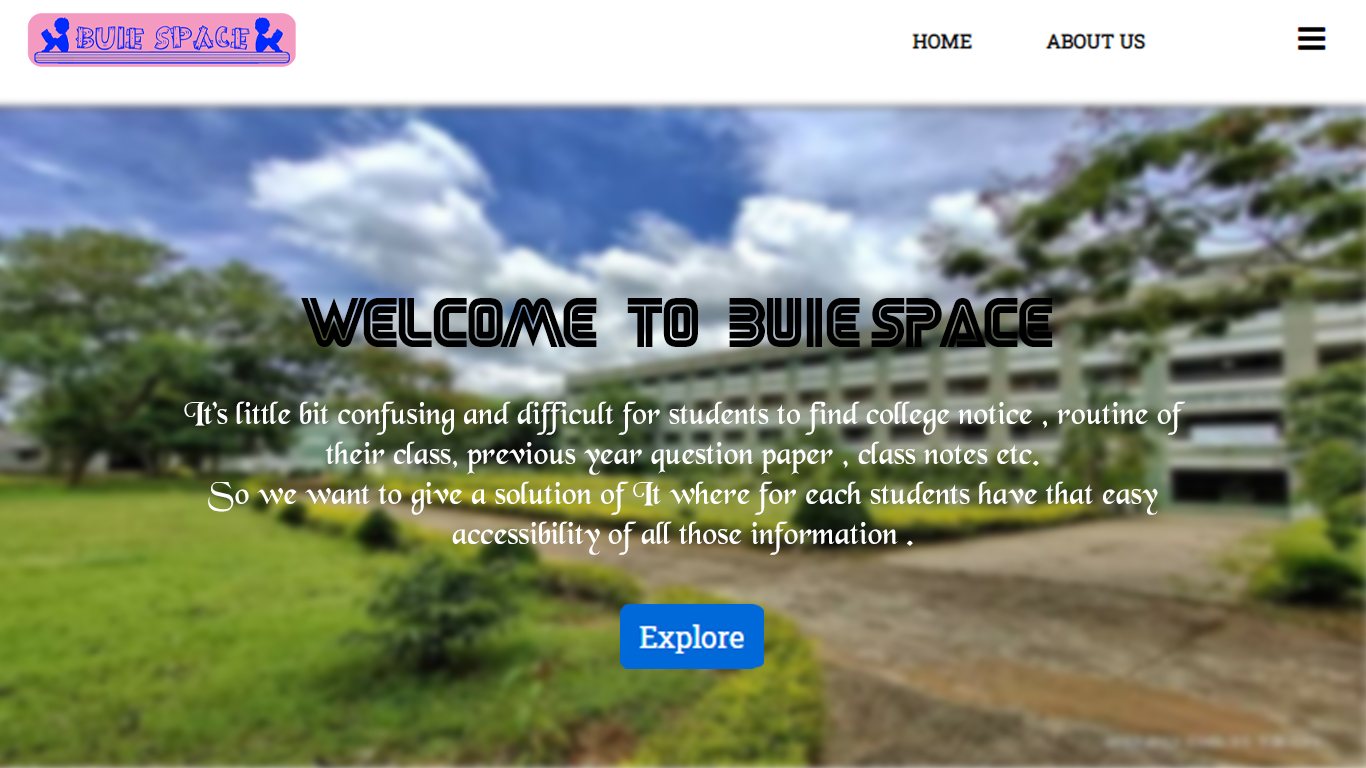 BUIE SPACE
HOME
ABOUT US
WELCOME TO BUIE SPACE
It's little bit confusing and difficult for students to find college notice , routine of
their class, previous year question paper , class notes etc.
So we want to give a solution of It where for each students have that easy
accessibility of all those information .
Explore